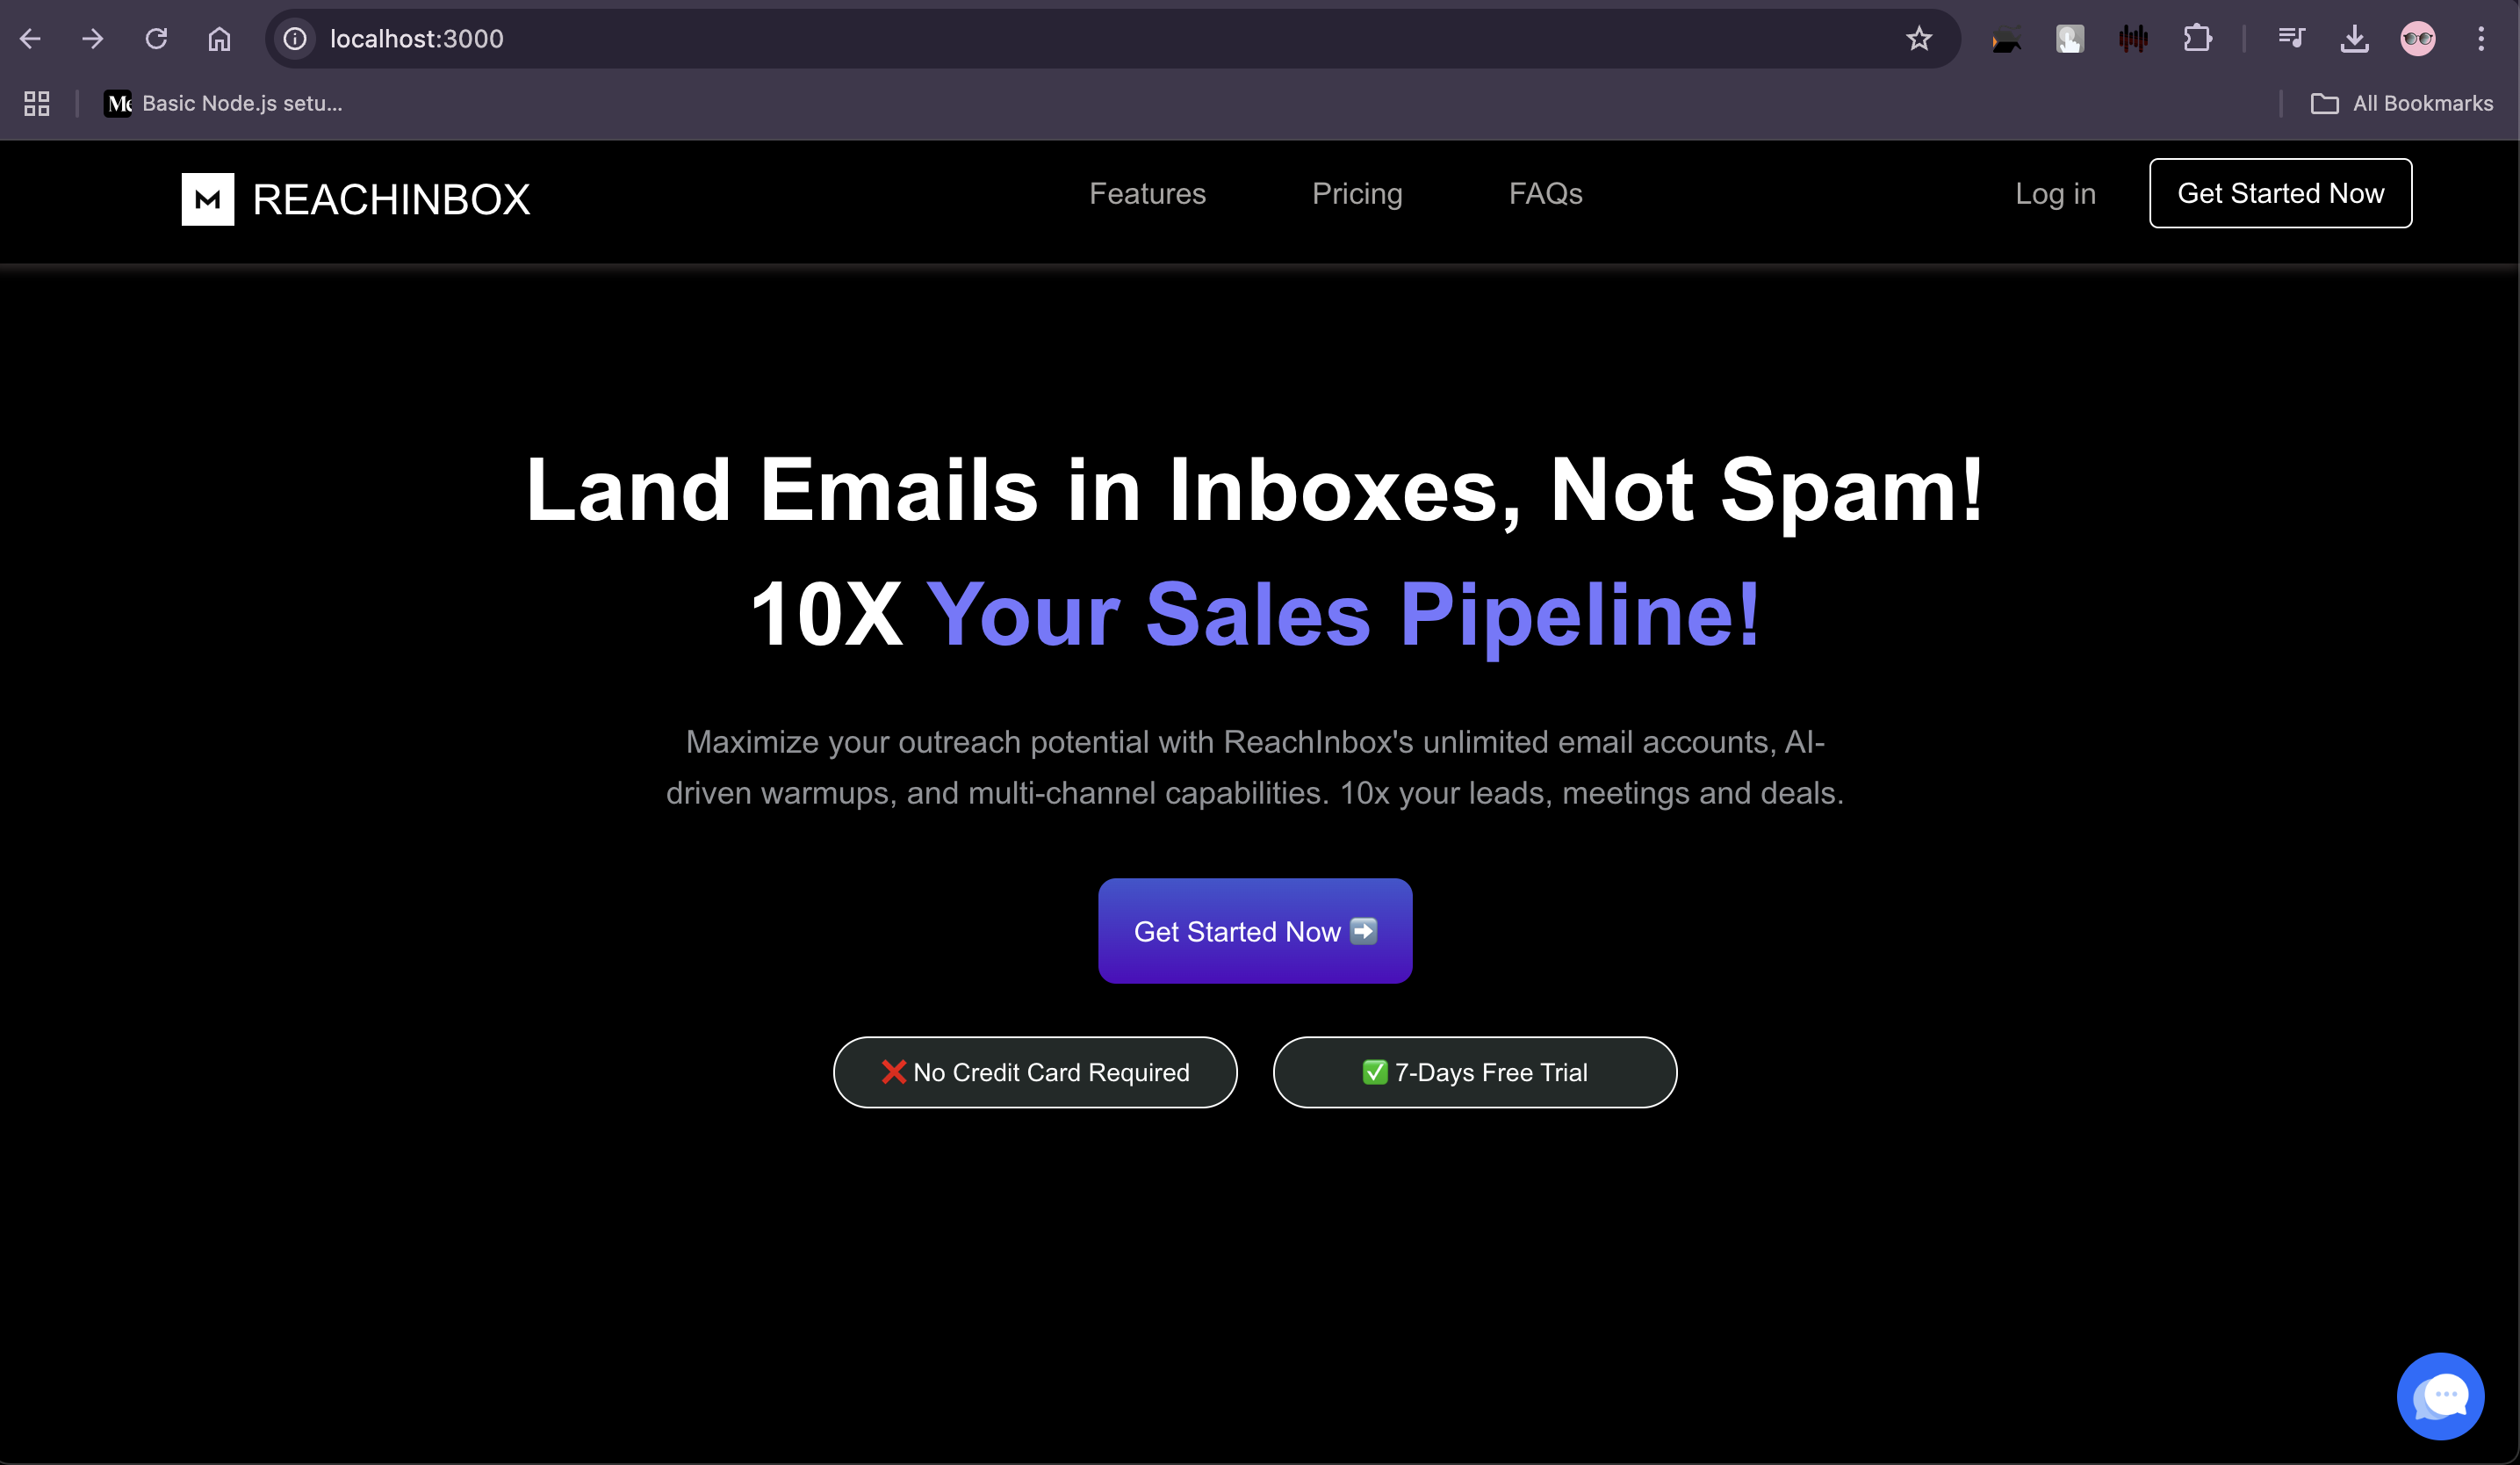 localhost:3000
Me Basic Node.js setu...
All Bookmarks
M REACHINBOX
Features
Pricing
FAQs
Log in
Get Started Now
Land Emails in Inboxes, Not Spam!
10X Your Sales Pipeline!
Maximize your outreach potential with ReachInbox's unlimited email accounts, AI-
driven warmups, and multi-channel capabilities. 10x your leads, meetings and deals.
Get Started Now ➡️
❌ No Credit Card Required
✅ 7-Days Free Trial